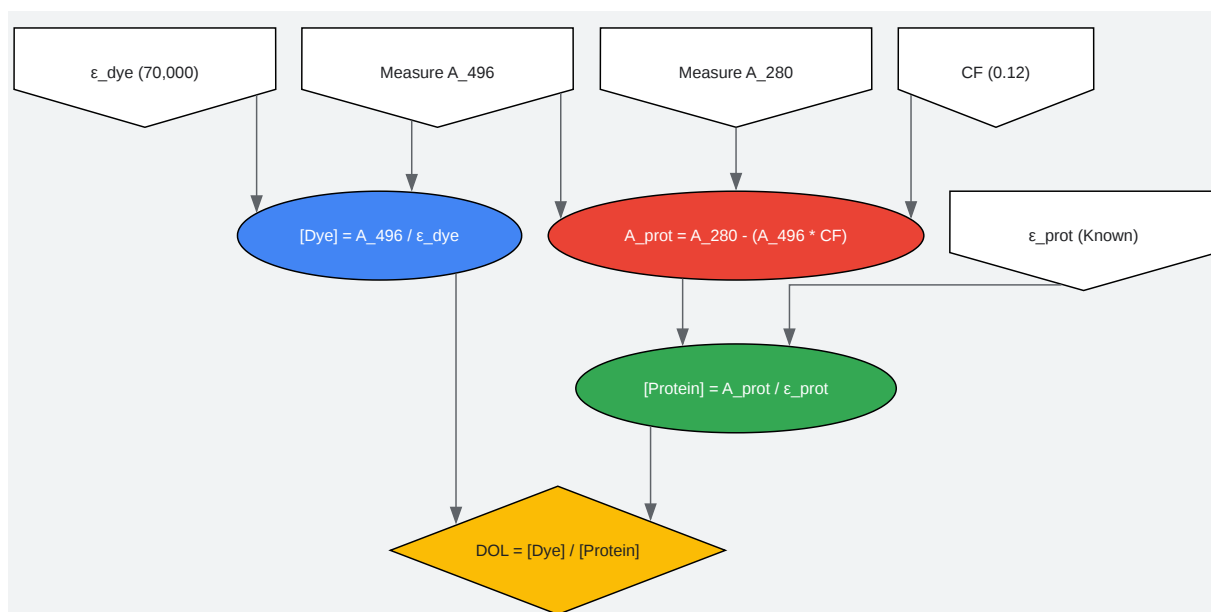 ε_dye (70,000)
Measure A_496
Measure A_280
CF (0.12)
[Dye] = A_496 / ε_dye
A_prot = A_280 - (A_496 * CF)
ε_prot (Known)
[Protein] = A_prot / ε_prot
DOL = [Dye] / [Protein]